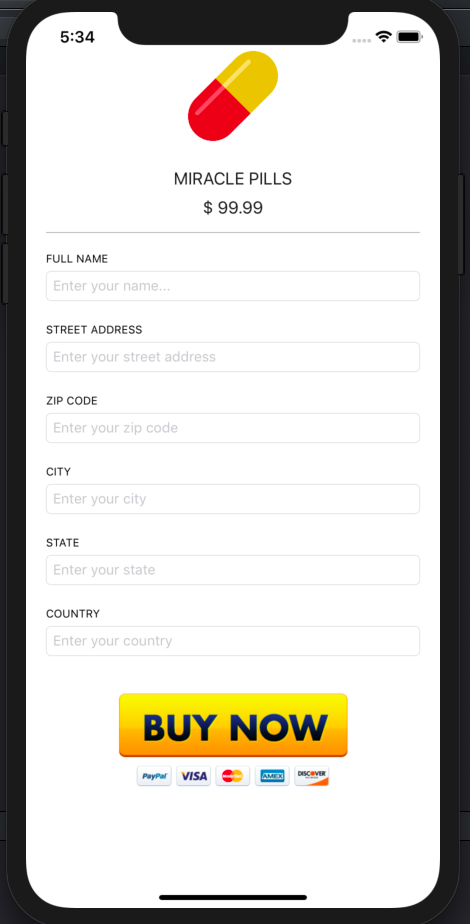 5:34
MIRACLE PILLS
$ 99.99
FULL NAME
Enter your name...
STREET ADDRESS
Enter your street address
ZIP CODE
Enter your zip code
CITY
Enter your city
STATE
Enter your state
COUNTRY
Enter your country
BUY NOW
PayPal VISA AMEX DISCOVER